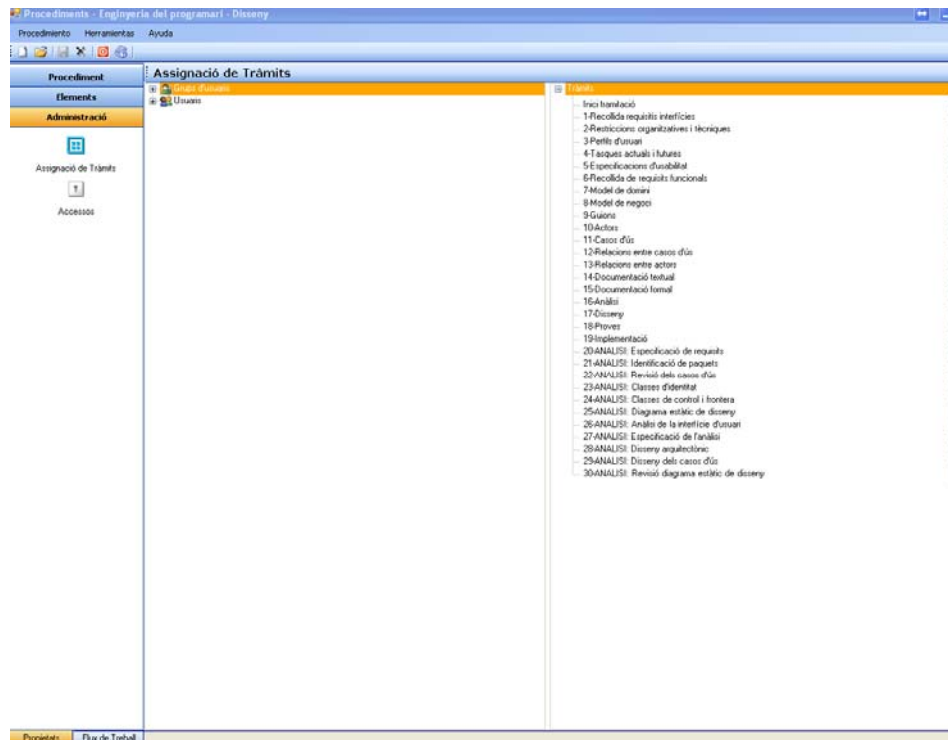 Procediments - Enginyeria del programari - Disseny
Procedimiento Herramientas Ayuda
Procediment
Elements
Administració
Assignació de Tràmits
Accessos
Assignació de Tràmits
Grups d'usuaris
Usuaris
Tràmits
Inici tramitació
1-Recollida requisitis interfícies
2-Restriccions organitzatives i tècniques
3-Perfils d'usuari
4-Tasques actuals i futures
5-Especificacions d'usabilitat
6-Recollida de requisits funcionals
7-Model de domini
8-Model de negoci
9-Guions
10-Actors
11-Casos d'ús
12-Relacions entre casos d'ús
13-Relacions entre actors
14-Documentació textual
15-Documentació formal
16-Anàlisi
17-Disseny
18-Proves
19-Implementació
20-ANALISI: Especificació de requisits
21-ANALISI: Identificació de paquets
22-ANALISI: Revisió dels casos d'ús
23-ANALISI: Classes d'identitat
24-ANALISI: Classes de control i frontera
25-ANALISI: Diagrama estàtic de disseny
26-ANALISI: Anàlisi de la interfície d'usuari
27-ANALISI: Especificació de l'anàlisi
28-ANALISI: Disseny arquitectònic
29-ANALISI: Disseny dels casos d'ús
30-ANALISI: Revisió diagrama estàtic de disseny
Propietats Flux de Treball